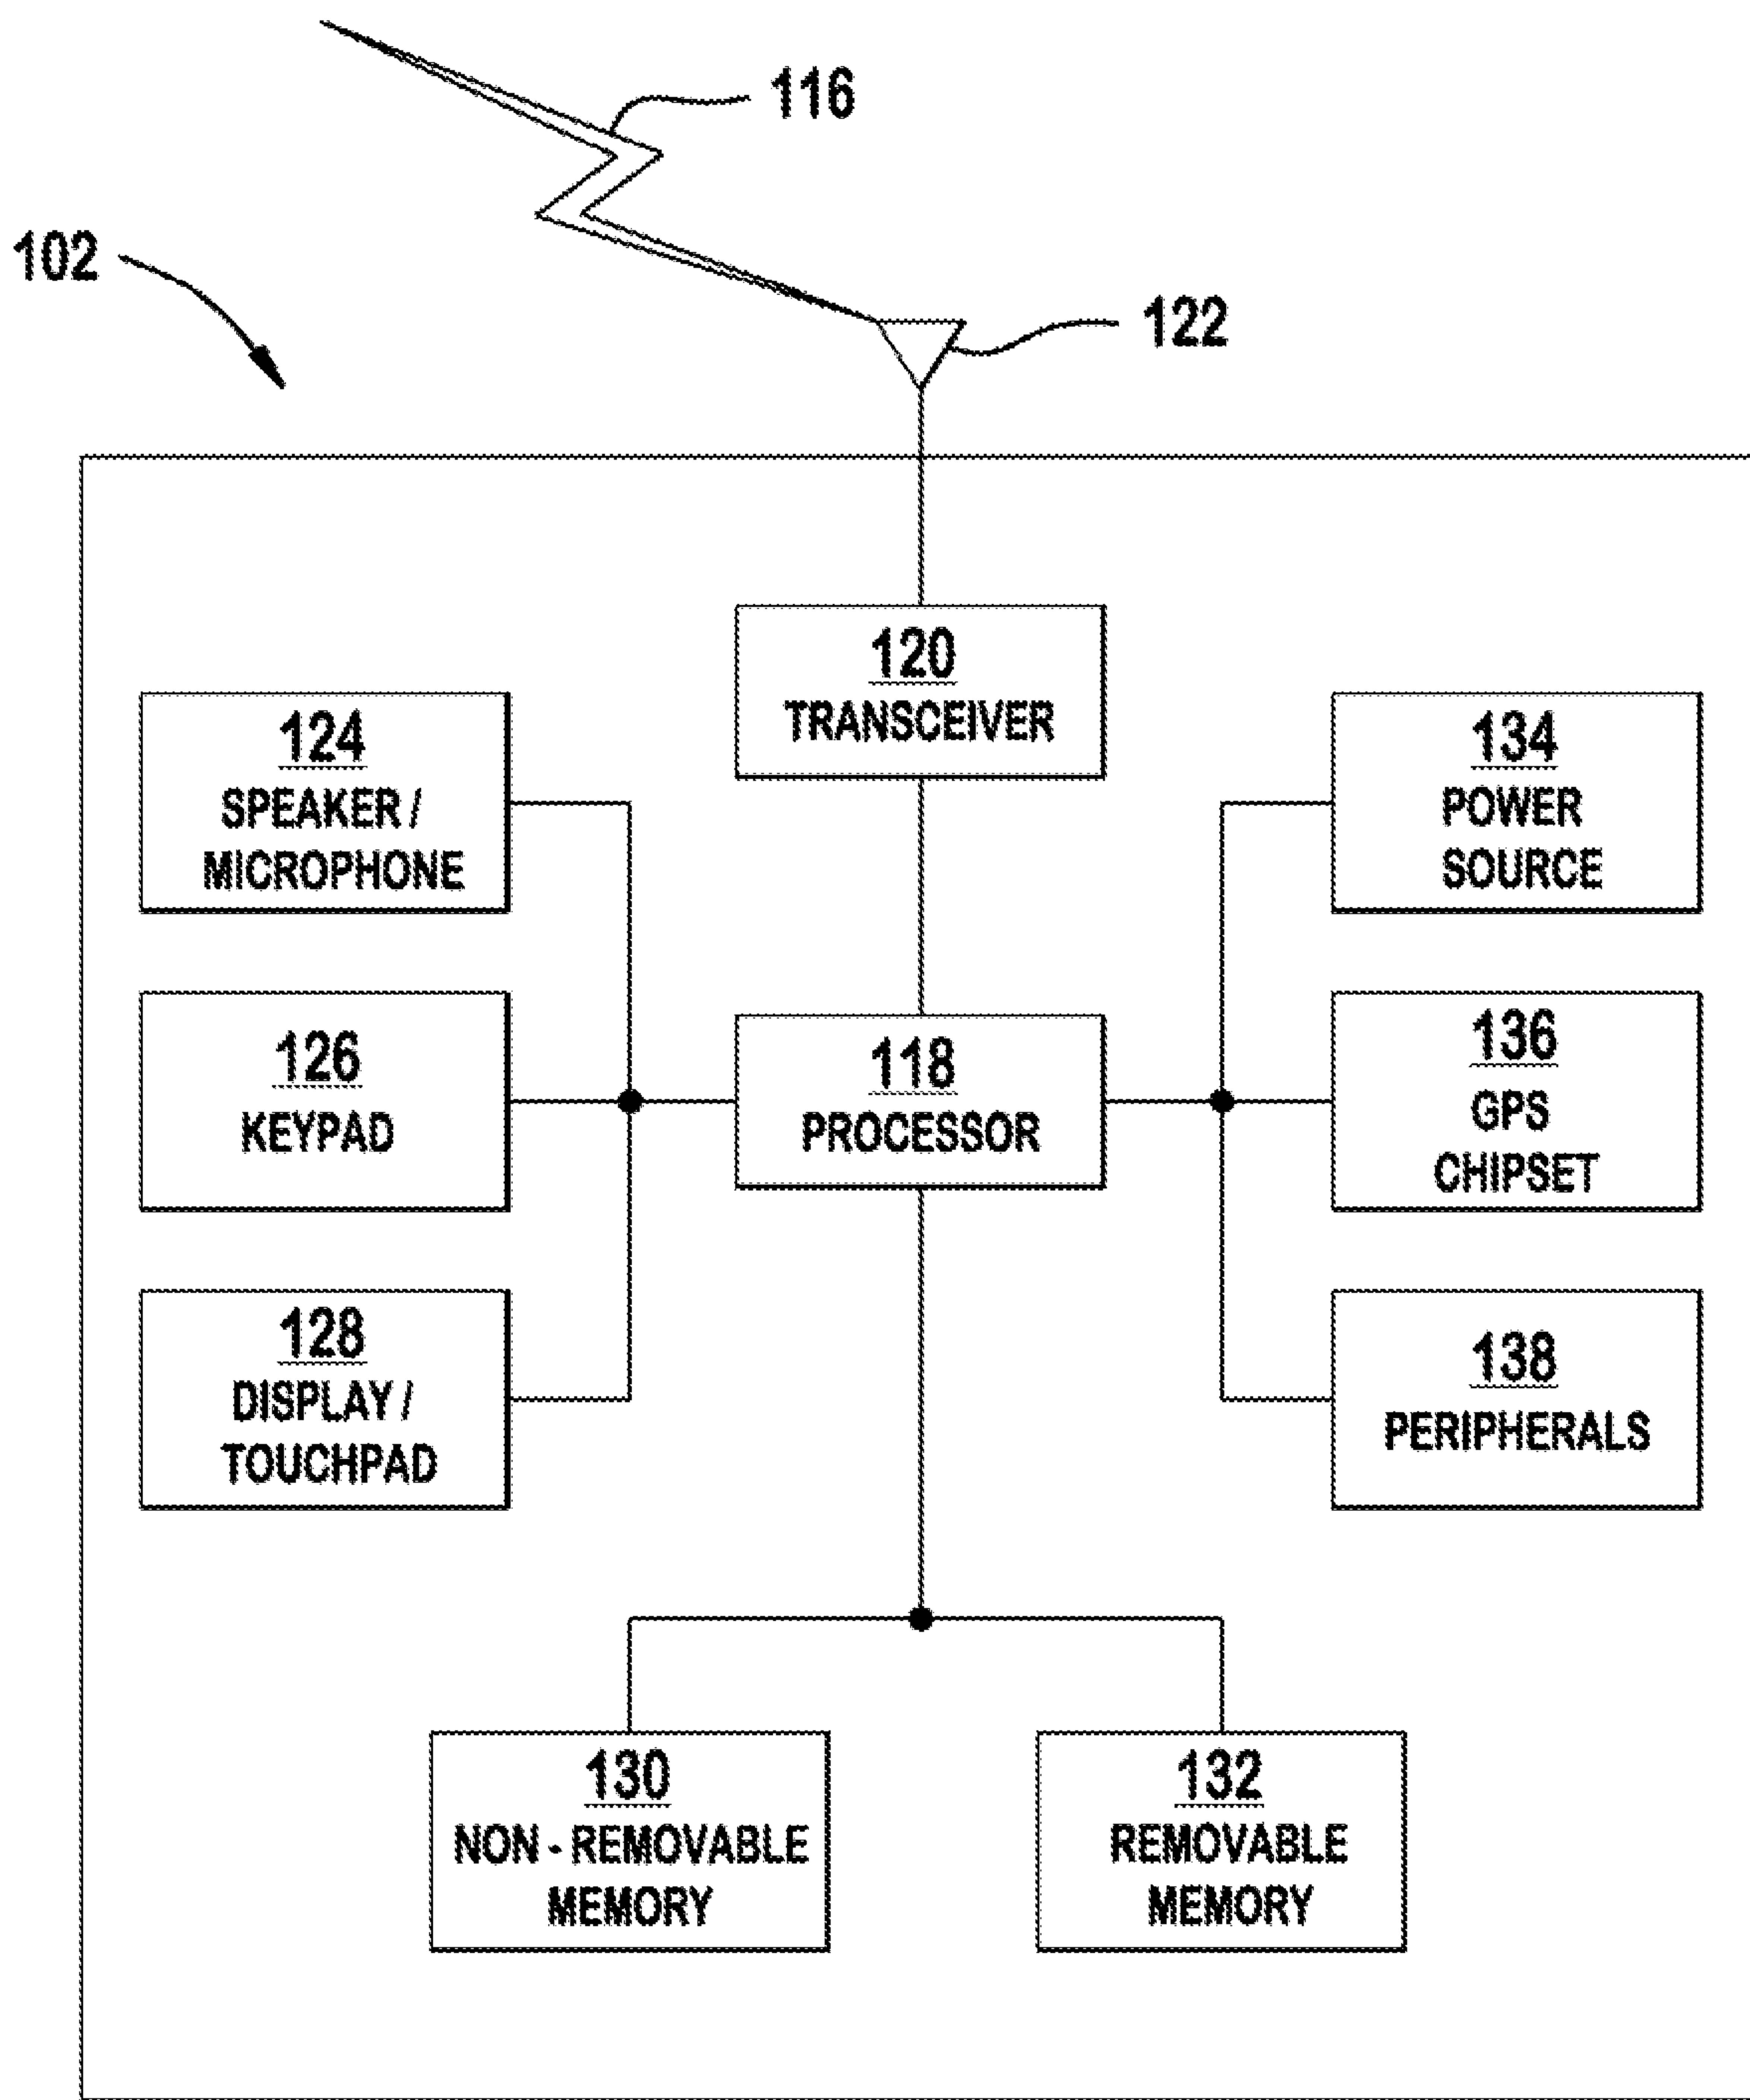 116
102
122
120
TRANSCEIVER
124
SPEAKER /
MICROPHONE
134
POWER
SOURCE
126
KEYPAD
118
PROCESSOR
136
GPS
CHIPSET
128
DISPLAY /
TOUCHPAD
138
PERIPHERALS
130
NON - REMOVABLE
MEMORY
132
REMOVABLE
MEMORY